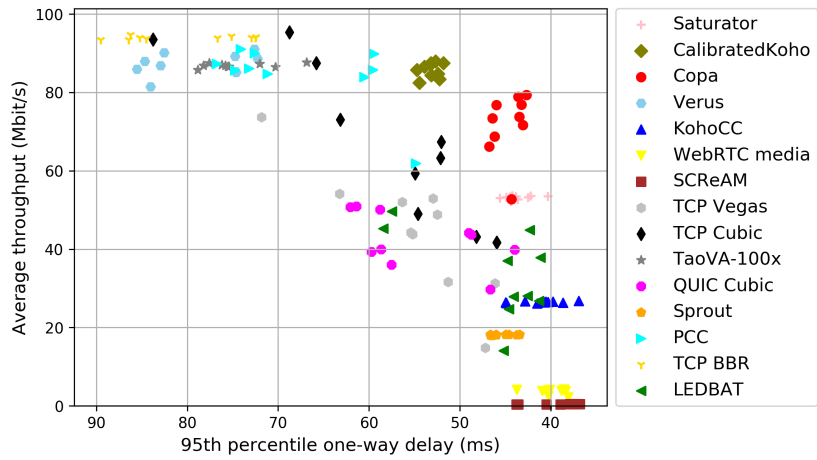 100
80
60
40
20
0
Average throughput (Mbit/s)
90
80
70
60
50
40
95th percentile one-way delay (ms)
Saturator
CalibratedKoho
Copa
Verus
KohoCC
WebRTC media
SCReAM
TCP Vegas
TCP Cubic
TaoVA-100x
QUIC Cubic
Sprout
PCC
TCP BBR
LEDBAT